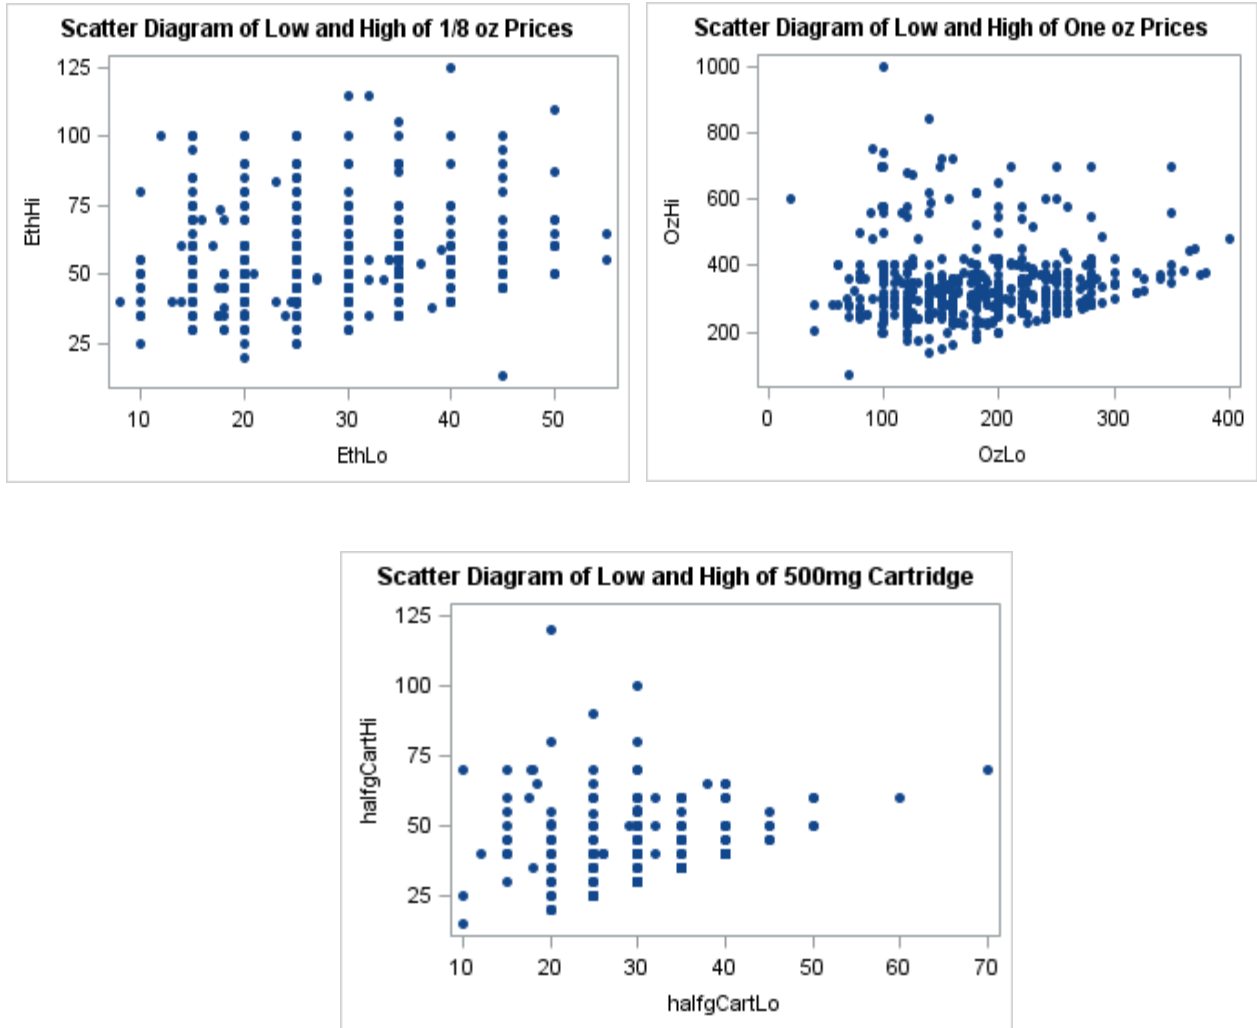 Scatter Diagram of Low and High of 1/8 oz Prices
125
100
75
50
25
EthHi
10 20 30 40 50
EthLo
Scatter Diagram of Low and High of One oz Prices
1000
800
600
400
200
OzHi
0 100 200 300 400
OzLo
Scatter Diagram of Low and High of 500mg Cartridge
125
100
75
50
25
halfgCartHi
10 20 30 40 50 60 70
halfgCartLo